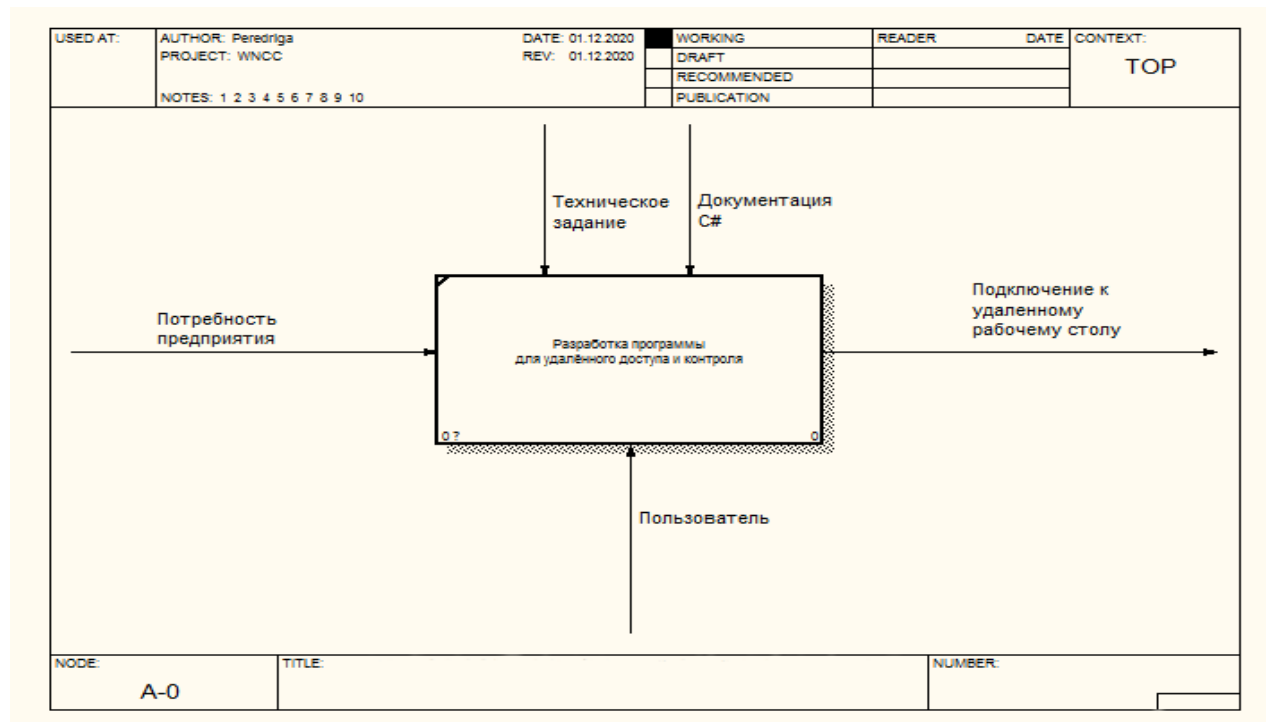 USED AT:
AUTHOR: Peredriga
DATE: 01.12.2020
PROJECT: WNCC
REV: 01.12.2020
NOTES: 1 2 3 4 5 6 7 8 9 10
WORKING
DRAFT
RECOMMENDED
PUBLICATION
READER
DATE
CONTEXT:
TOP
Техническое
задание
Документация
C#
Потребность
предприятия
Разработка программы
для удалённого доступа и контроля
0 ?
0
Подключение к
удаленному
рабочему столу
Пользователь
NODE:
A-0
TITLE:
NUMBER: